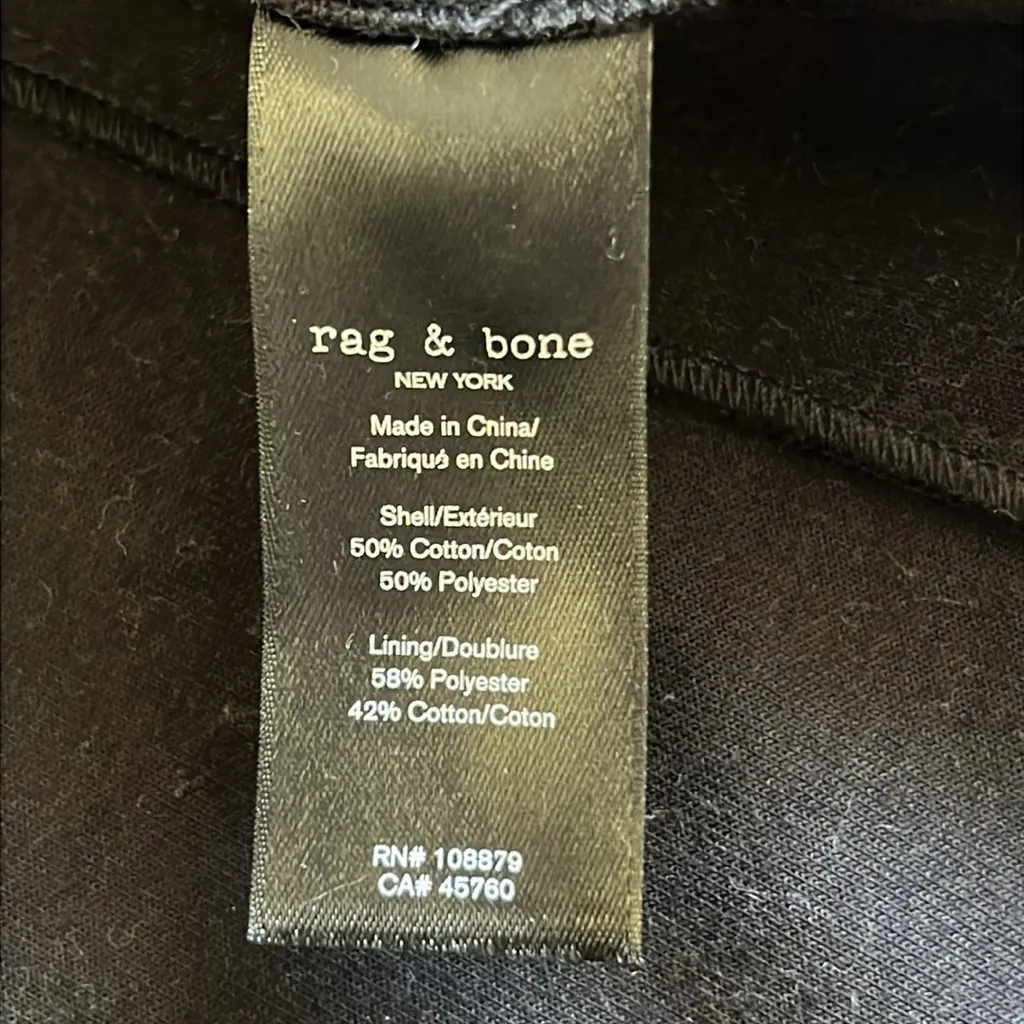 rag & bone
NEW YORK
Made in China/
Fabriqué en Chine
Shell/Extérieur
50% Cotton/Coton
50% Polyester
Lining/Doublure
58% Polyester
42% Cotton/Coton
RN# 108879
CA# 45760